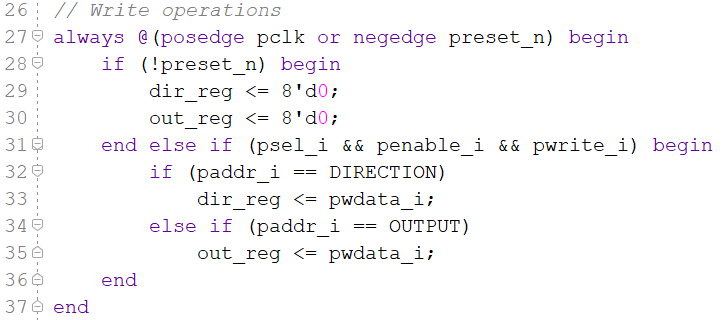 26 // Write operations
27 always @(posedge pclk or negedge preset_n) begin
28     if (!preset_n) begin
29         dir_reg <= 8'd0;
30         out_reg <= 8'd0;
31     end else if (psel_i && penable_i && pwrite_i) begin
32         if (paddr_i == DIRECTION)
33             dir_reg <= pwdata_i;
34         else if (paddr_i == OUTPUT)
35             out_reg <= pwdata_i;
36     end
37 end